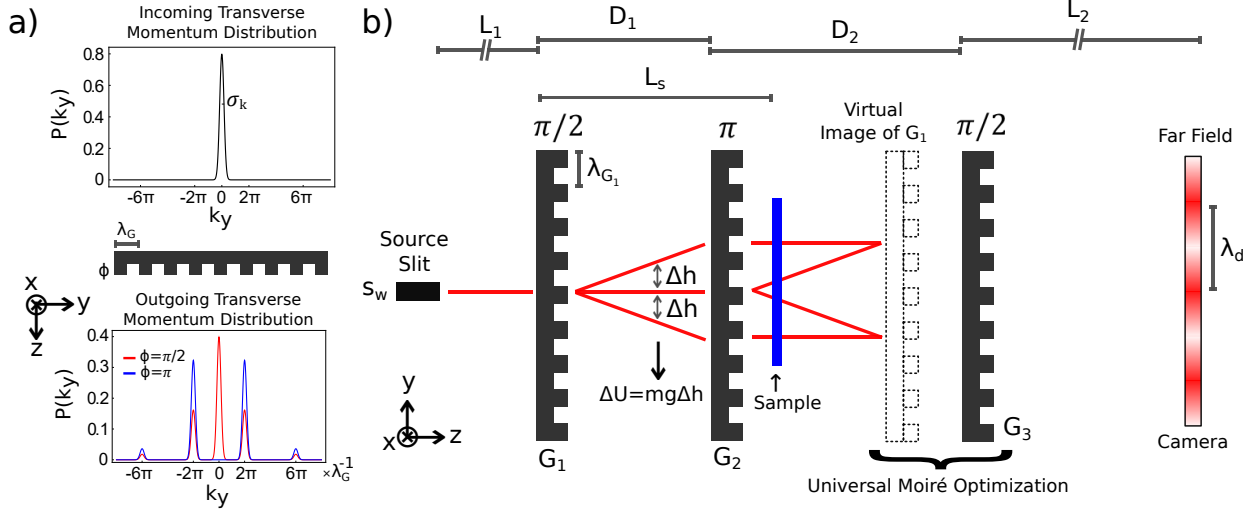 a)
Incoming Transverse
Momentum Distribution
P(ky)
0.8
0.6
0.4
0.2
0
σk
-6π -2π 0 2π 6π
ky
λG
ϕ
x
y
z
Outgoing Transverse
Momentum Distribution
P(ky)
0.4
0.3
0.2
0.1
0
ϕ=π/2
ϕ=π
-6π -2π 0 2π 6π ×λG^-1
ky
b)
L1
D1
D2
L2
Ls
π/2
π
Virtual
Image of G1
π/2
Far Field
λG1
Source
Slit
sw
Δh
Δh
λd
ΔU=mgΔh
Sample
y
x
z
G1
G2
G3
Camera
Universal Moiré Optimization